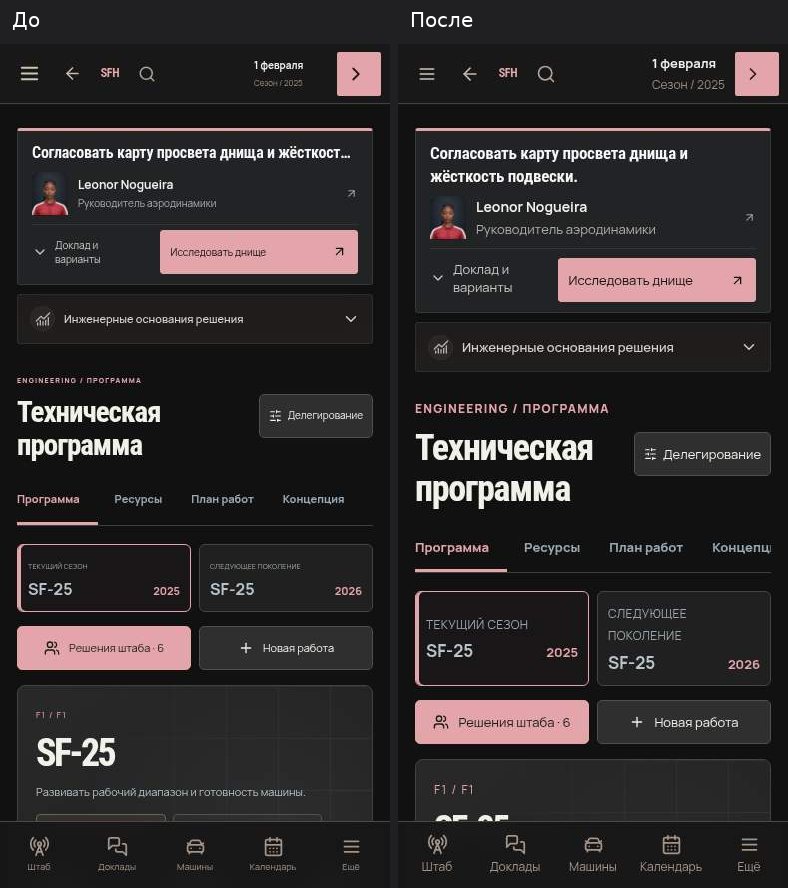 До
SFH
1 февраля
Сезон / 2025
Согласовать карту просвета днища и жёсткост…
Leonor Nogueira
Руководитель аэродинамики
Доклад и
варианты
Исследовать днище
Инженерные основания решения
ENGINEERING / ПРОГРАММА
Техническая
программа
Делегирование
Программа Ресурсы План работ Концепция
ТЕКУЩИЙ СЕЗОН
SF-25 2025
СЛЕДУЮЩЕЕ ПОКОЛЕНИЕ
SF-25 2026
Решения штаба · 6
Новая работа
F1 / F1
SF-25
Развивать рабочий диапазон и готовность машины.
Штаб Доклады Машины Календарь Ещё
После
SFH
1 февраля
Сезон / 2025
Согласовать карту просвета днища и
жёсткость подвески.
Leonor Nogueira
Руководитель аэродинамики
Доклад и
варианты
Исследовать днище
Инженерные основания решения
ENGINEERING / ПРОГРАММА
Техническая
программа
Делегирование
Программа Ресурсы План работ Концепц
ТЕКУЩИЙ СЕЗОН
SF-25 2025
СЛЕДУЮЩЕЕ
ПОКОЛЕНИЕ
SF-25 2026
Решения штаба · 6
Новая работа
F1 / F1
SF-25
Штаб Доклады Машины Календарь Ещё